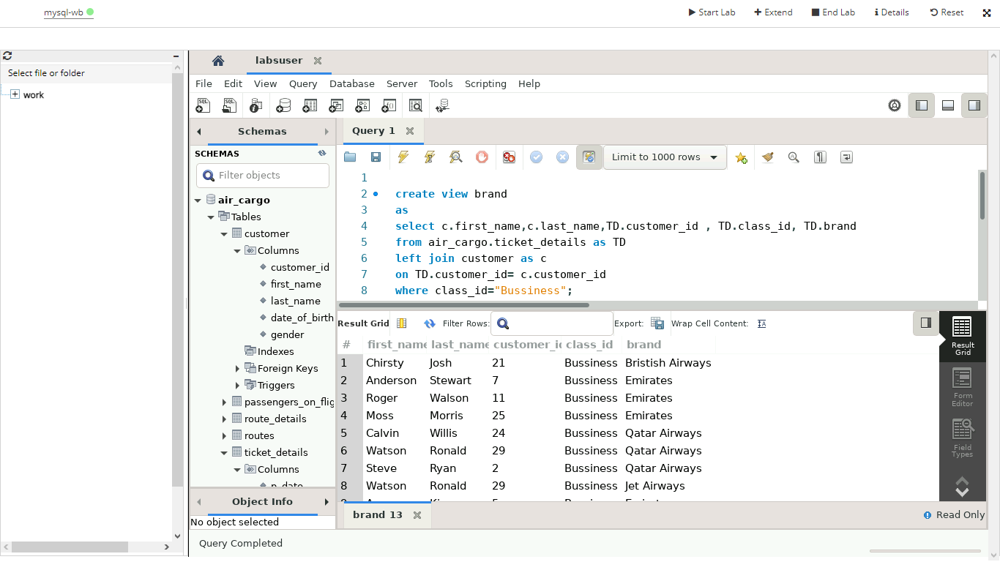 mysql-wb
Start Lab Extend End Lab Details Reset
Select file or folder
work
labsuser
File Edit View Query Database Server Tools Scripting Help
Schemas
SCHEMAS
Filter objects
air_cargo
Tables
customer
Columns
customer_id
first_name
last_name
date_of_birth
gender
Indexes
Foreign Keys
Triggers
passengers_on_flig
route_details
routes
ticket_details
Columns
p_date
Object Info
No object selected
Query 1
Limit to 1000 rows
1
2 create view brand
3 as
4 select c.first_name,c.last_name,TD.customer_id , TD.class_id, TD.brand
5 from air_cargo.ticket_details as TD
6 left join customer as c
7 on TD.customer_id= c.customer_id
8 where class_id="Bussiness";
Result Grid Filter Rows: Export: Wrap Cell Content:
# first_name last_name customer_id class_id brand
1 Chirsty Josh 21 Bussiness Bristish Airways
2 Anderson Stewart 7 Bussiness Emirates
3 Roger Walson 11 Bussiness Emirates
4 Moss Morris 25 Bussiness Emirates
5 Calvin Willis 24 Bussiness Qatar Airways
6 Watson Ronald 29 Bussiness Qatar Airways
7 Steve Ryan 2 Bussiness Qatar Airways
8 Watson Ronald 29 Bussiness Jet Airways
Result
Grid
Form
Editor
Field
Types
brand 13
Read Only
Query Completed